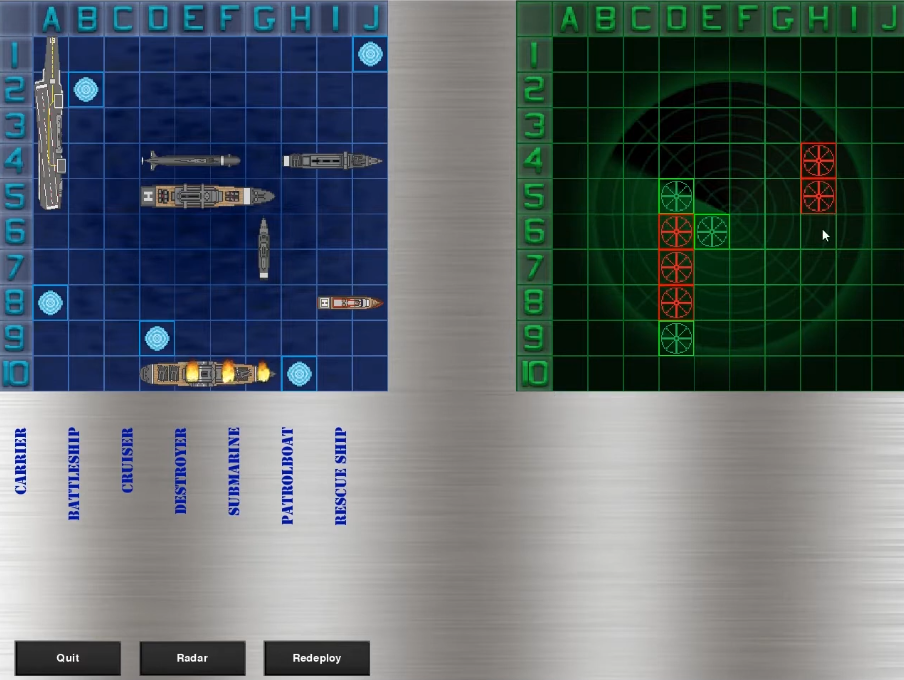 A B C D E F G H I J
1
2
3
4
5
6
7
8
9
10
A B C D E F G H I J
1
2
3
4
5
6
7
8
9
10
CARRIER
BATTLESHIP
CRUISER
DESTROYER
SUBMARINE
PATROLBOAT
RESCUE SHIP
Quit
Radar
Redeploy